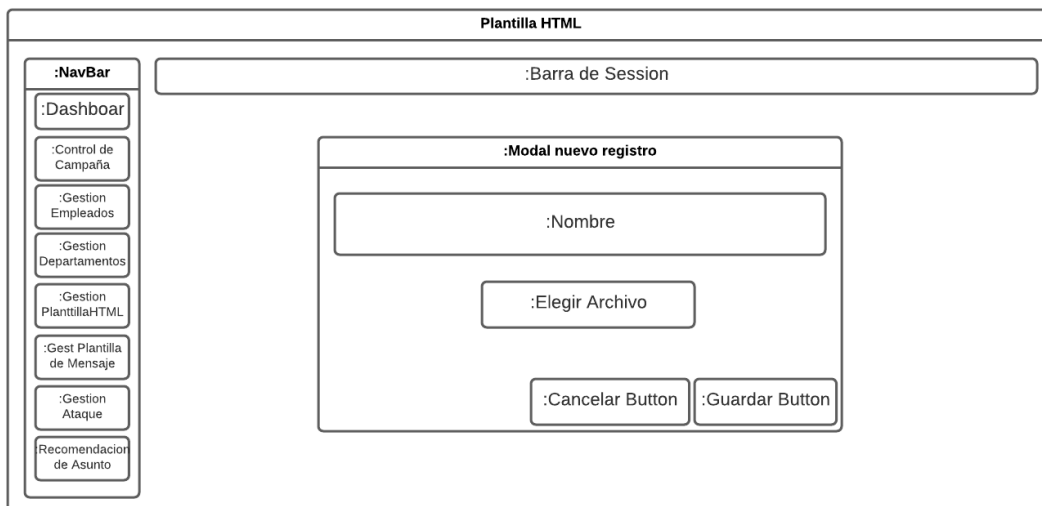 Plantilla HTML
:NavBar
:Barra de Session
:Dashboar
:Control de
Campaña
:Gestion
Empleados
:Gestion
Departamentos
:Gestion
PlanttillaHTML
:Gest Plantilla
de Mensaje
:Gestion
Ataque
:Recomendacion
de Asunto
:Modal nuevo registro
:Nombre
:Elegir Archivo
:Cancelar Button
:Guardar Button